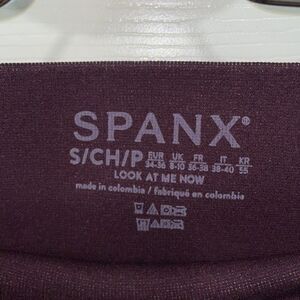 SPANX®
S/CH/P EUR UK FR IT KR
34-36 8-10 36-38 38-40 55
LOOK AT ME NOW
made in colombia / fabriqué en colombia